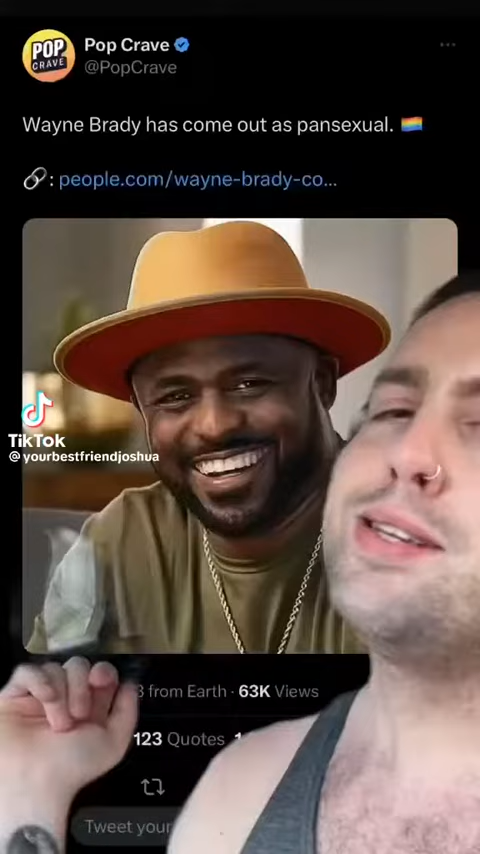 POP
CRAVE
Pop Crave
@PopCrave
Wayne Brady has come out as pansexual.
: people.com/wayne-brady-co...
TikTok
@yourbestfriendjoshua
from Earth · 63K Views
123 Quotes
Tweet your